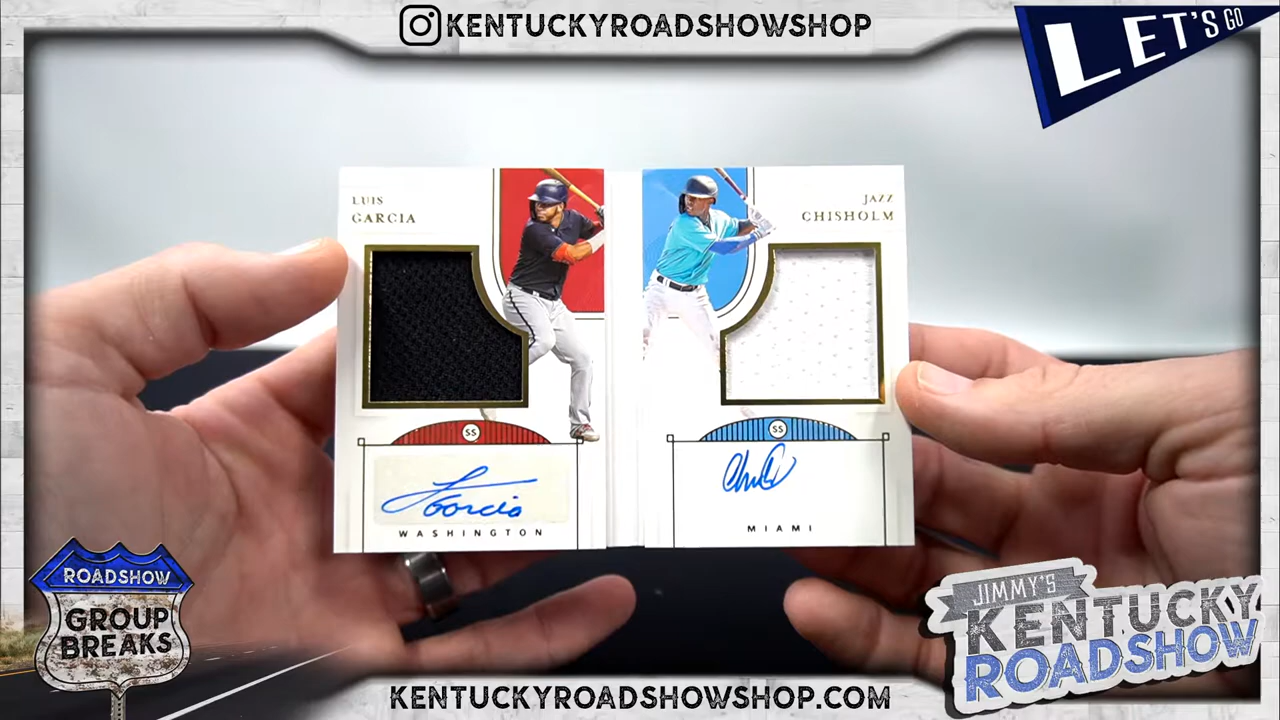 KENTUCKYROADSHOWSHOP
LET'S GO
LUIS
GARCIA
JAZZ
CHISHOLM
SS
SS
Garcia
WASHINGTON
MIAMI
ROADSHOW
GROUP
BREAKS
JIMMY'S
KENTUCKY
ROADSHOW
KENTUCKYROADSHOWSHOP.COM